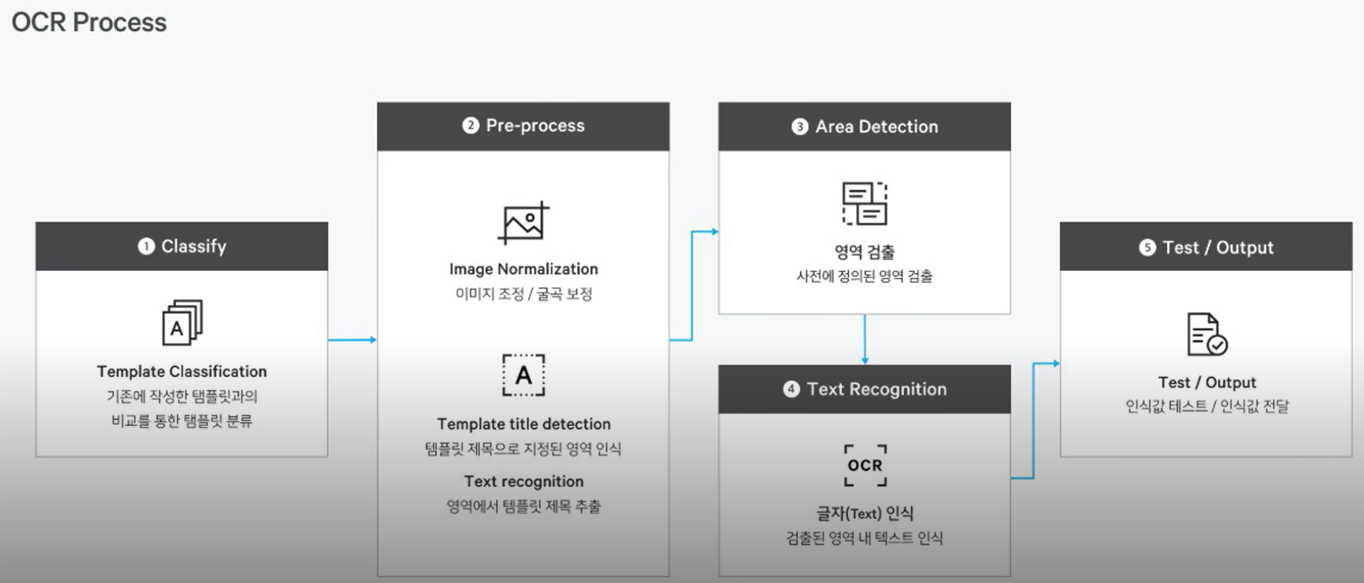 OCR Process
1 Classify
A
Template Classification
기존에 작성한 탬플릿과의
비교를 통한 탬플릿 분류
2 Pre-process
Image Normalization
이미지 조정 / 굴곡 보정
A
Template title detection
템플릿 제목으로 지정된 영역 인식
Text recognition
영역에서 템플릿 제목 추출
3 Area Detection
영역 검출
사전에 정의된 영역 검출
4 Text Recognition
OCR
글자(Text) 인식
검출된 영역 내 텍스트 인식
5 Test / Output
Test / Output
인식값 테스트 / 인식값 전달